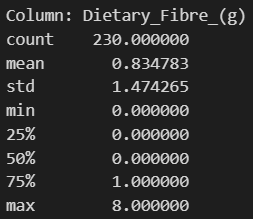 Column: Dietary_Fibre_(g)
count    230.000000
mean       0.834783
std        1.474265
min        0.000000
25%        0.000000
50%        0.000000
75%        1.000000
max        8.000000